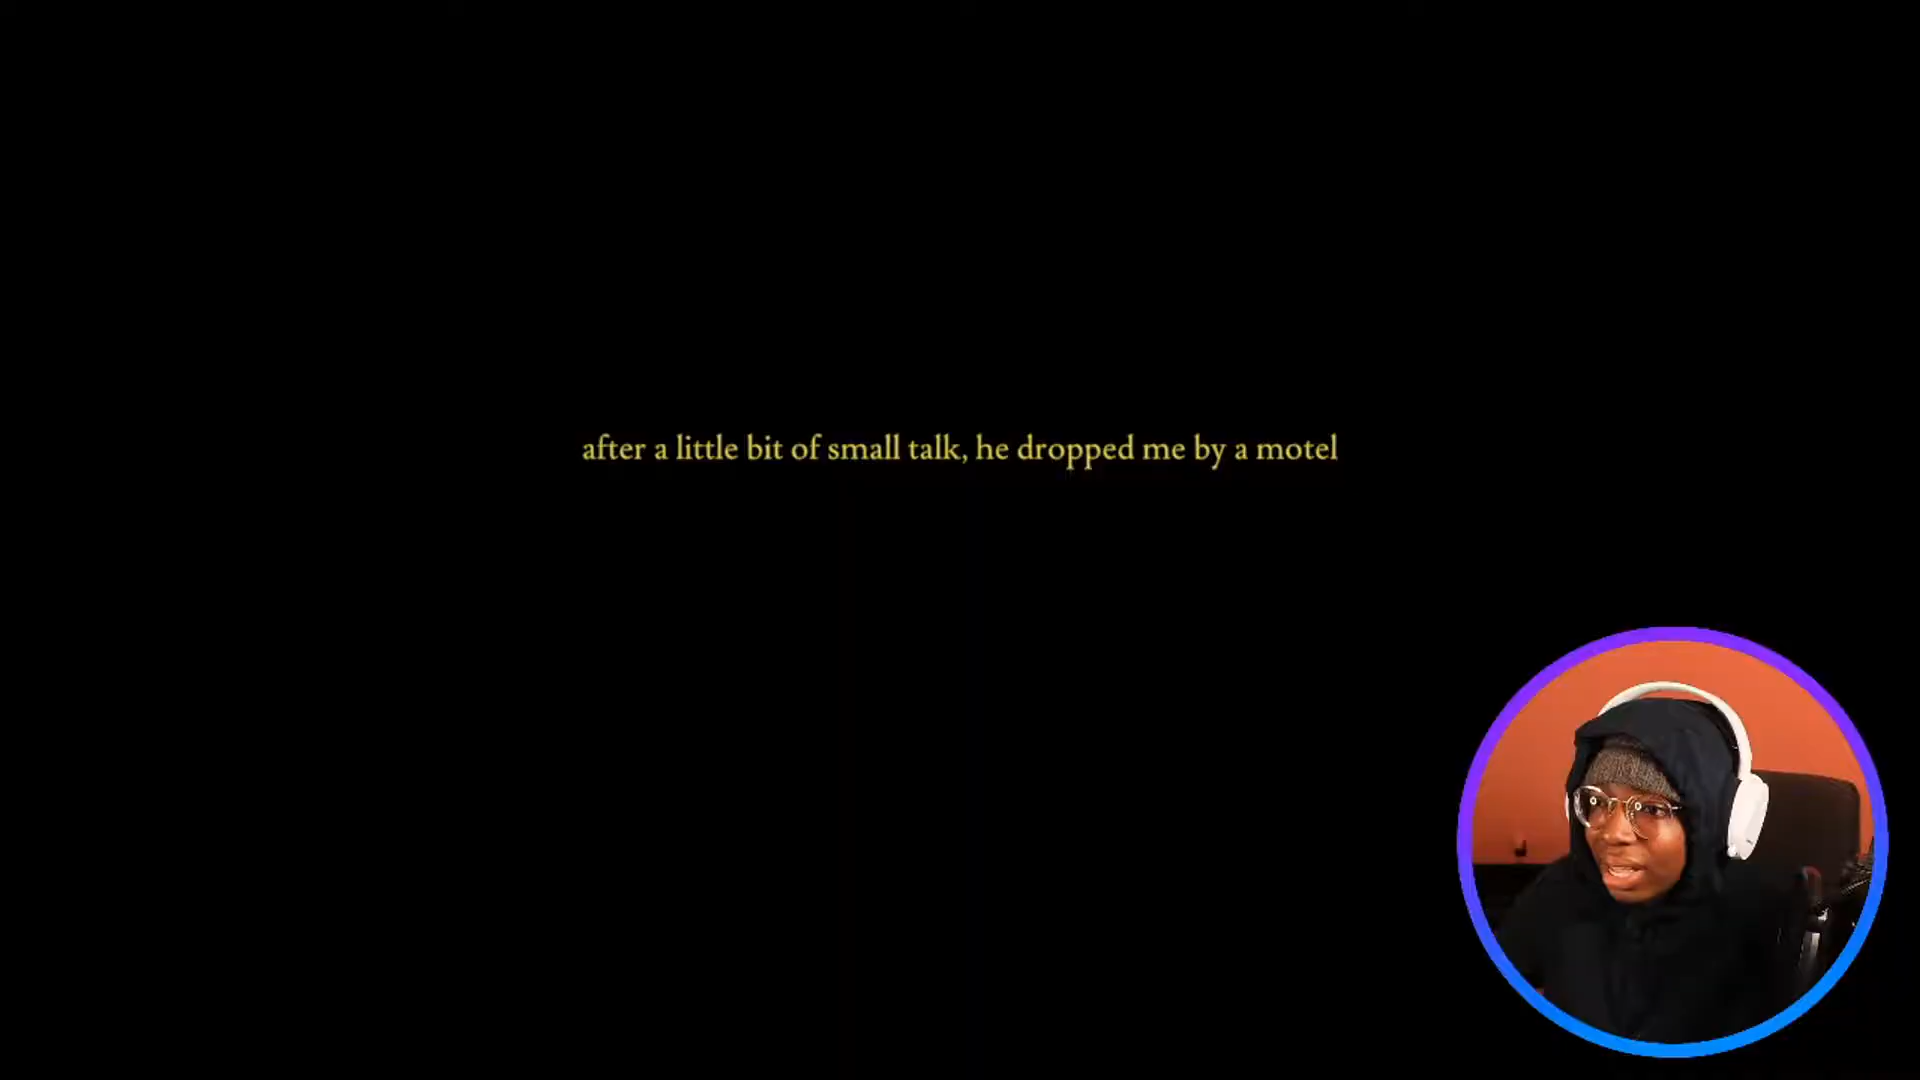 after a little bit of small talk, he dropped me by a motel